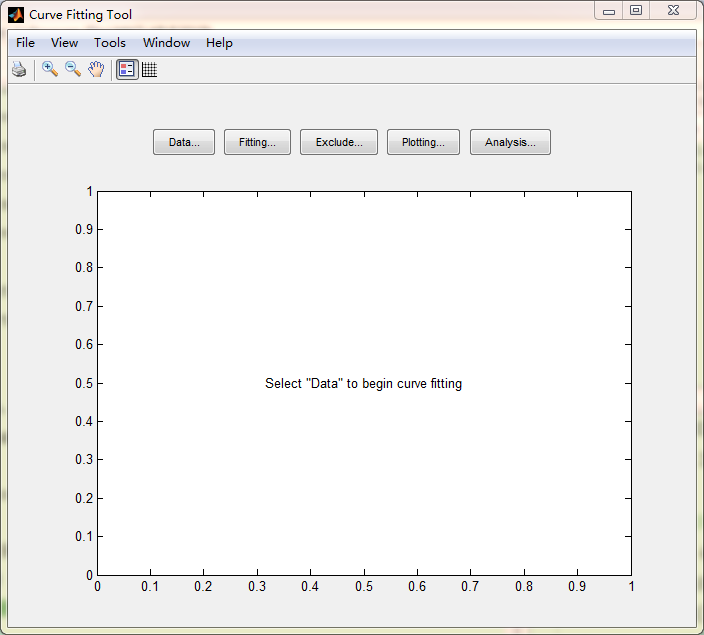 Curve Fitting Tool
File View Tools Window Help
Data... Fitting... Exclude... Plotting... Analysis...
1
0.9
0.8
0.7
0.6
0.5
Select "Data" to begin curve fitting
0.4
0.3
0.2
0.1
0
0 0.1 0.2 0.3 0.4 0.5 0.6 0.7 0.8 0.9 1